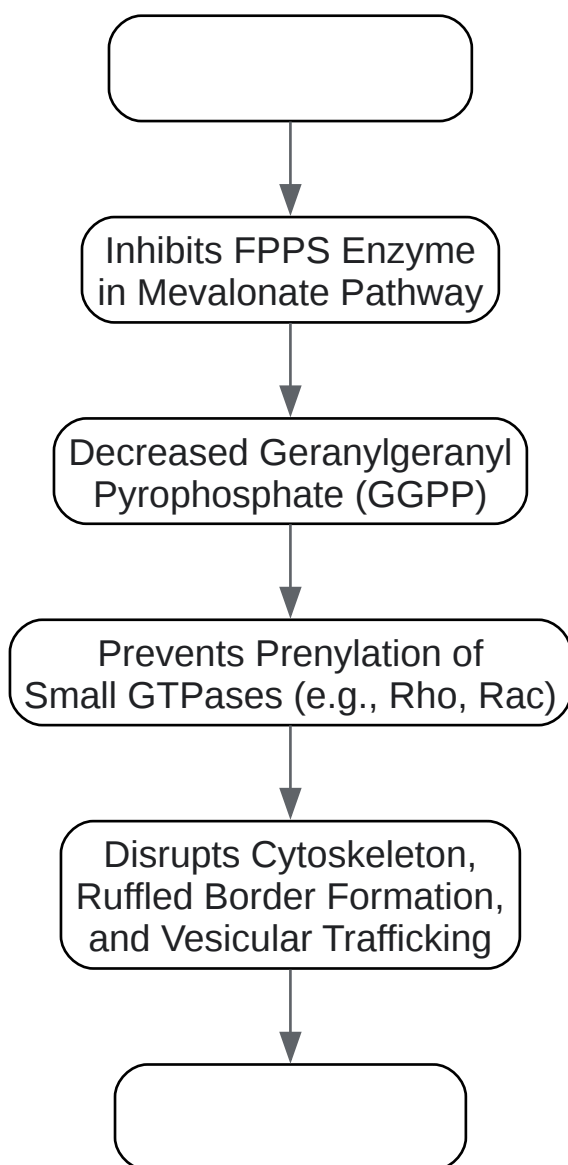 Inhibits FPPS Enzyme
in Mevalonate Pathway
Decreased Geranylgeranyl
Pyrophosphate (GGPP)
Prevents Prenylation of
Small GTPases (e.g., Rho, Rac)
Disrupts Cytoskeleton,
Ruffled Border Formation,
and Vesicular Trafficking